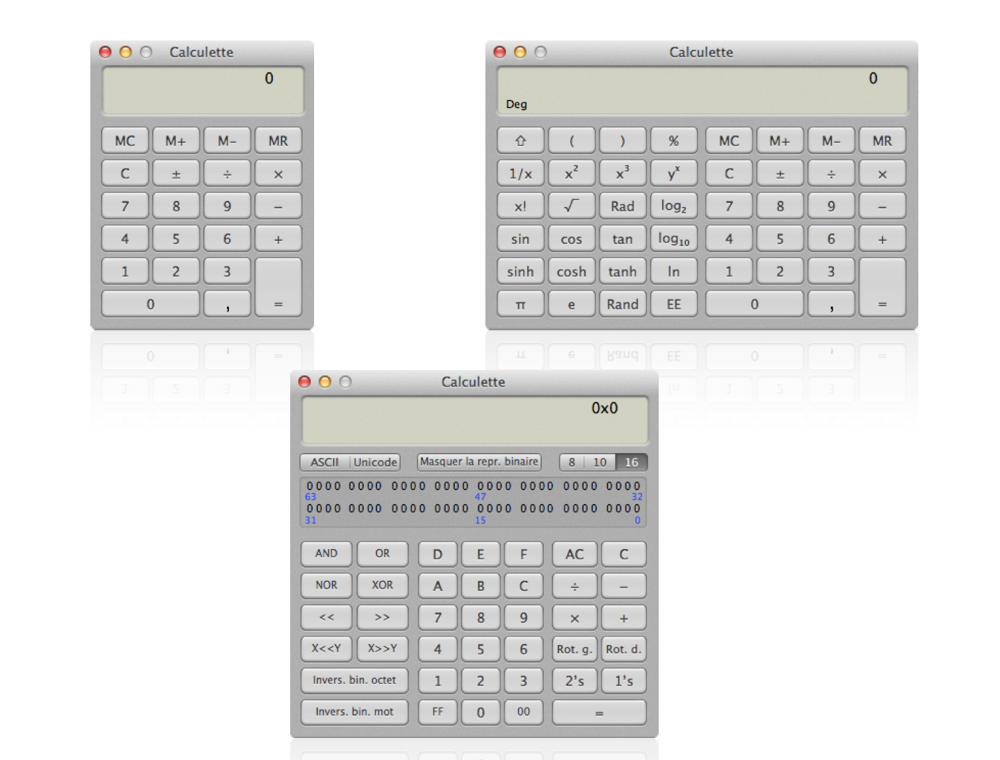 Calculette
0
MC M+ M− MR
C ± ÷ ×
7 8 9 −
4 5 6 +
1 2 3
0 , =
Calculette
0
Deg
⇧ ( ) % MC M+ M− MR
1/x x² x³ yˣ C ± ÷ ×
x! √ Rad log₂ 7 8 9 −
sin cos tan log₁₀ 4 5 6 +
sinh cosh tanh ln 1 2 3
π e Rand EE 0 , =
Calculette
0x0
ASCII Unicode Masquer la repr. binaire 8 10 16
0000 0000 0000 0000 0000 0000 0000 0000
63 47 32
0000 0000 0000 0000 0000 0000 0000 0000
31 15 0
AND OR D E F AC C
NOR XOR A B C ÷ −
<< >> 7 8 9 × +
X<<Y X>>Y 4 5 6 Rot. g. Rot. d.
Invers. bin. octet 1 2 3 2's 1's
Invers. bin. mot FF 0 00 =